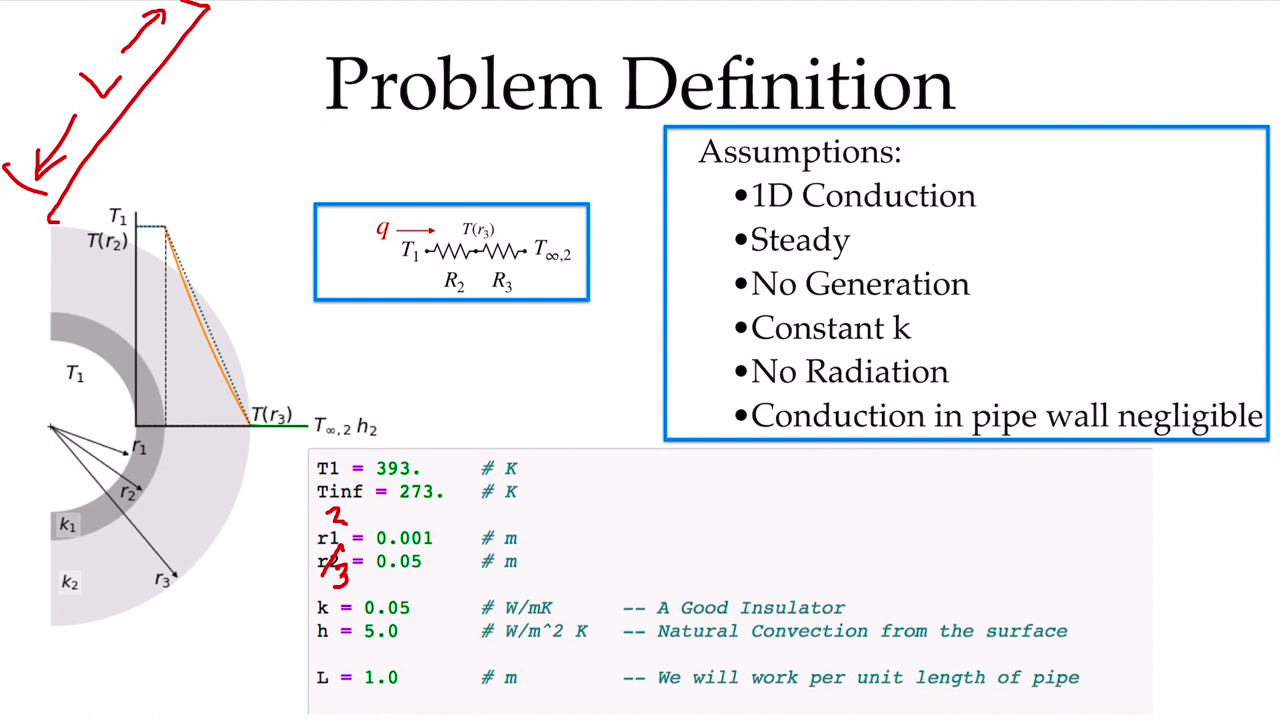 Problem Definition
L
Assumptions:
•1D Conduction
•Steady
•No Generation
•Constant k
•No Radiation
•Conduction in pipe wall negligible
q
T(r₃)
T₁
T∞,2
R₂ R₃
T₁
T(r₂)
T₁
T(r₃)
T∞,2 h₂
r₁
r₂
k₁
r₃
k₂
T1 = 393. # K
Tinf = 273. # K
2
r1 = 0.001 # m
r2 = 0.05 # m
3
k = 0.05 # W/mK -- A Good Insulator
h = 5.0 # W/m^2 K -- Natural Convection from the surface
L = 1.0 # m -- We will work per unit length of pipe